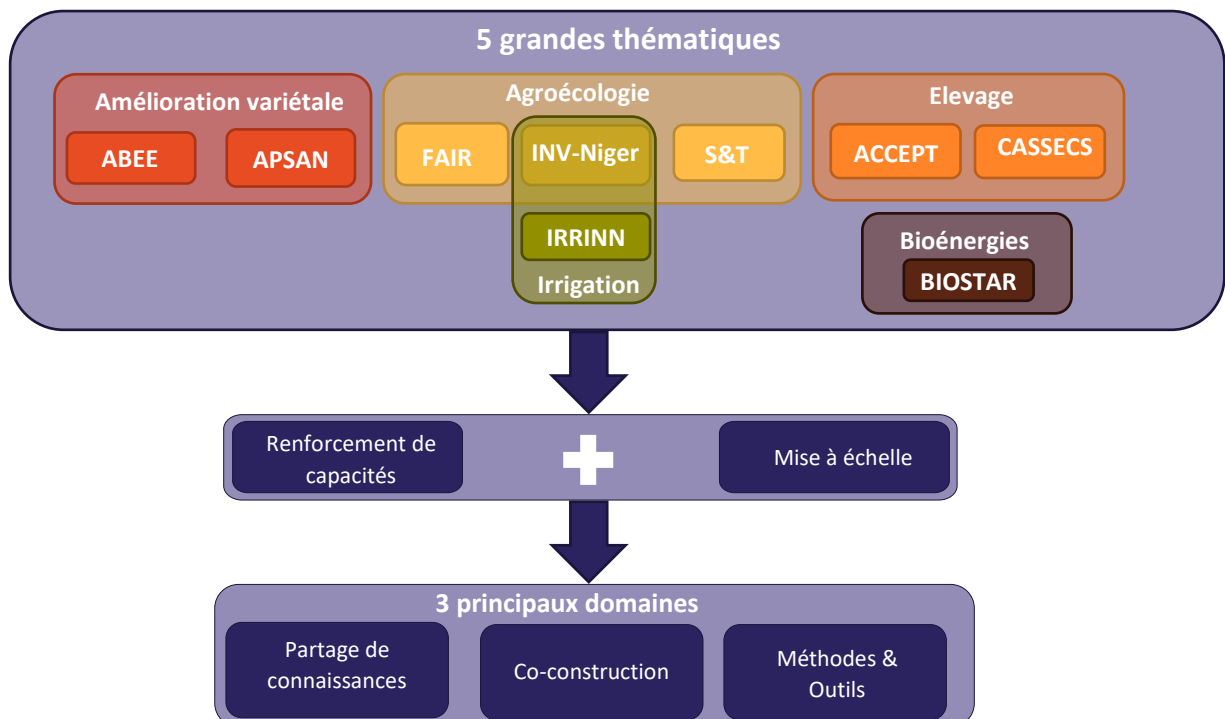 5 grandes thématiques
Amélioration variétale
ABEE
APSAN
Agroécologie
FAIR
INV-Niger
S&T
IRRINN
Irrigation
Elevage
ACCEPT
CASSECS
Bioénergies
BIOSTAR
Renforcement de
capacités
Mise à échelle
3 principaux domaines
Partage de
connaissances
Co-construction
Méthodes &
Outils